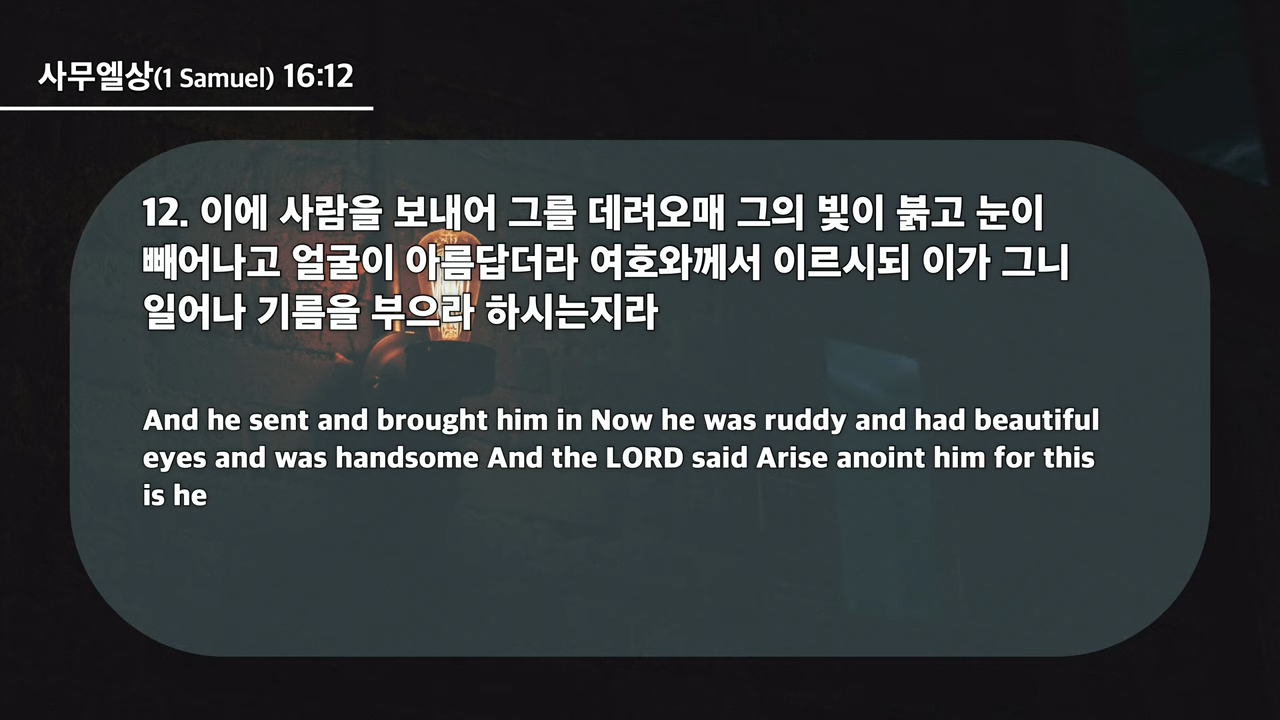 사무엘상(1 Samuel) 16:12
12. 이에 사람을 보내어 그를 데려오매 그의 빛이 붉고 눈이
빼어나고 얼굴이 아름답더라 여호와께서 이르시되 이가 그니
일어나 기름을 부으라 하시는지라
And he sent and brought him in Now he was ruddy and had beautiful
eyes and was handsome And the LORD said Arise anoint him for this
is he